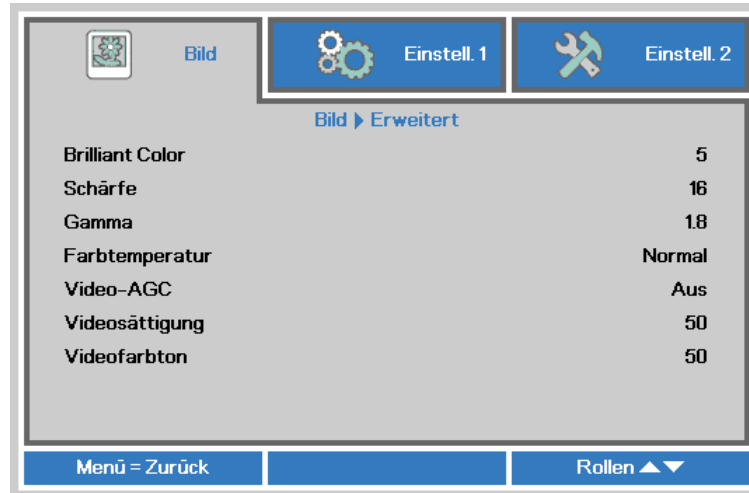 Bild
Einstell. 1
Einstell. 2
Bild ▶ Erweitert
Brilliant Color 5
Schärfe 16
Gamma 1.8
Farbtemperatur Normal
Video-AGC Aus
Videosättigung 50
Videofarbton 50
Menü = Zurück
Rollen ▲▼